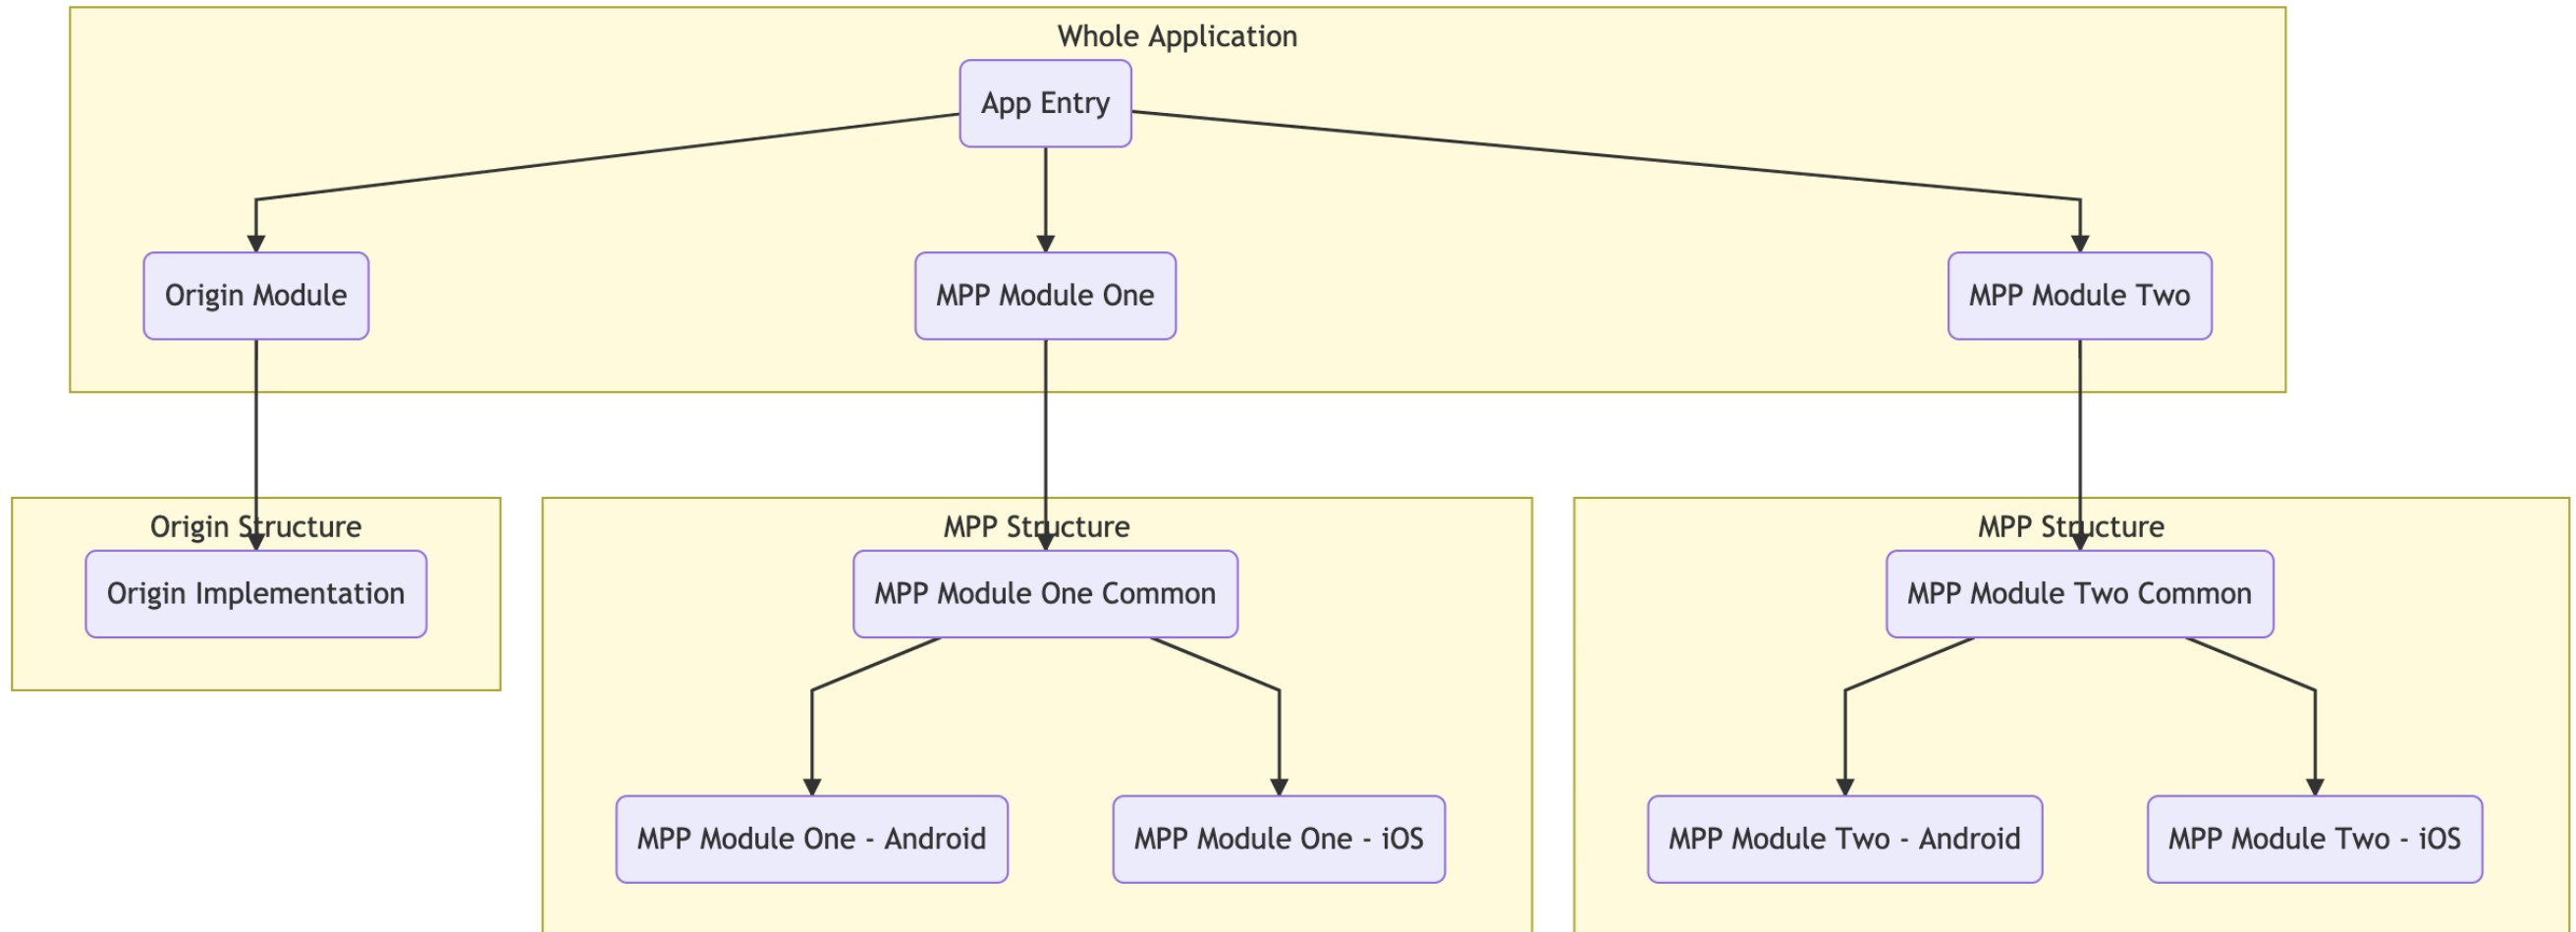 Whole Application
App Entry
Origin Module
MPP Module One
MPP Module Two
Origin Structure
MPP Structure
MPP Structure
Origin Implementation
MPP Module One Common
MPP Module Two Common
MPP Module One - Android
MPP Module One - iOS
MPP Module Two - Android
MPP Module Two - iOS